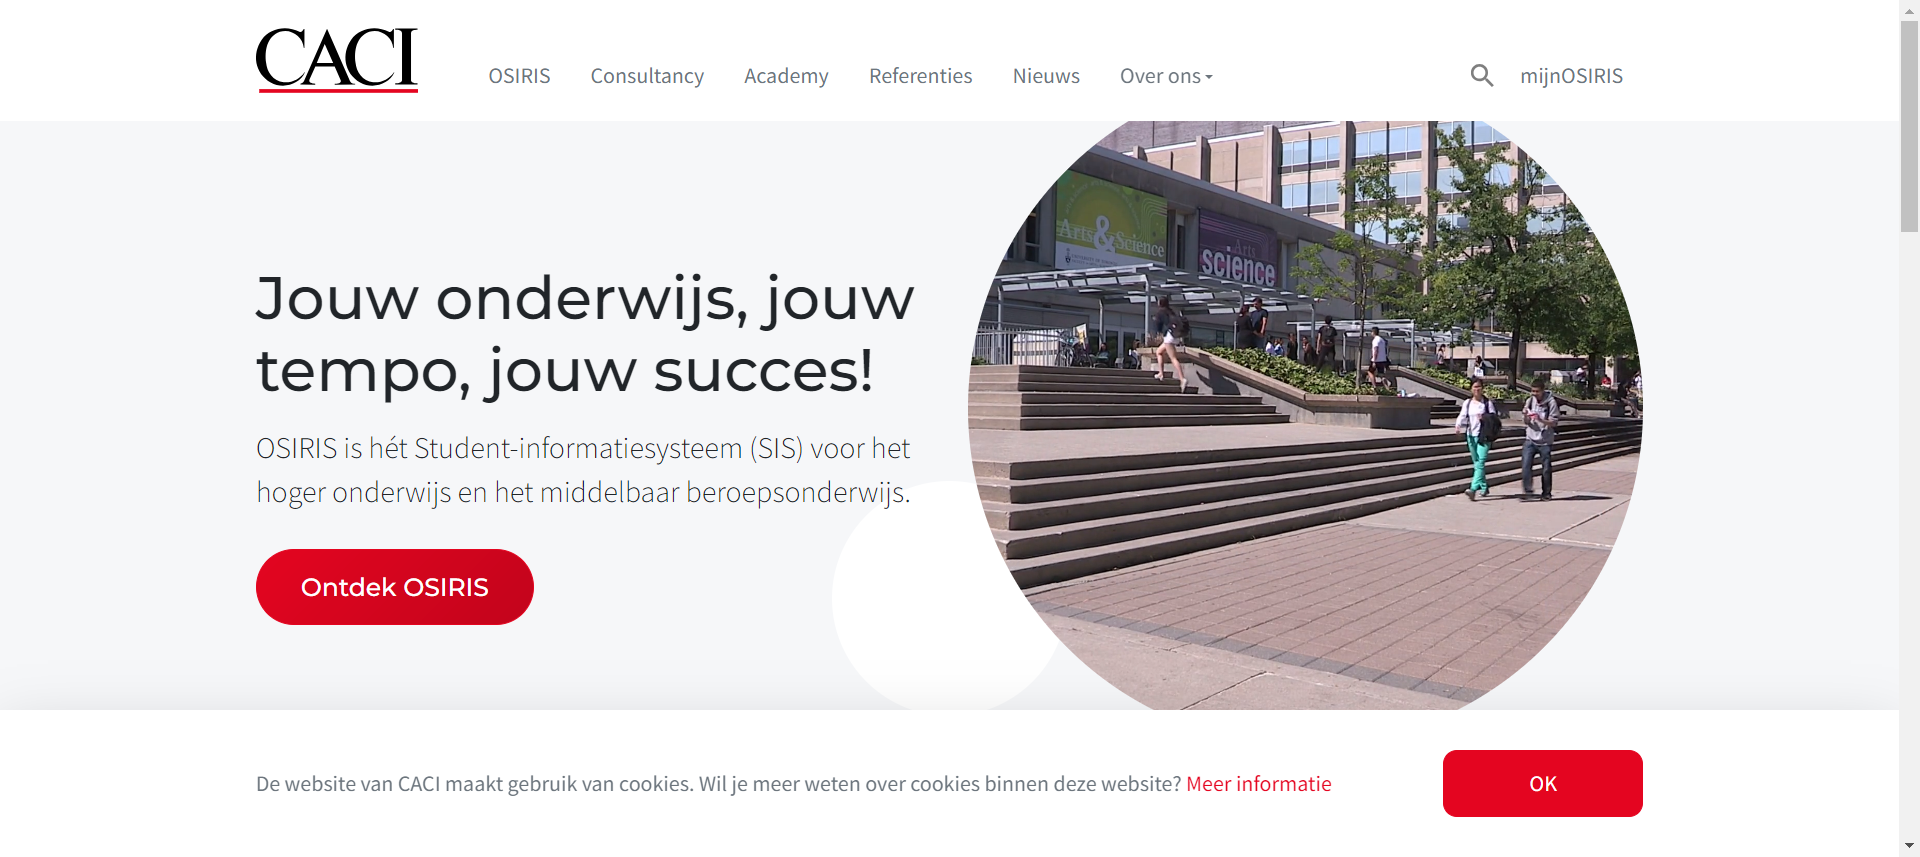 CACI
OSIRIS
Consultancy
Academy
Referenties
Nieuws
Over ons
mijnOSIRIS
Arts & Science
Arts
science
Jouw onderwijs, jouw
tempo, jouw succes!
OSIRIS is hét Student-informatiesysteem (SIS) voor het
hoger onderwijs en het middelbaar beroepsonderwijs.
Ontdek OSIRIS
De website van CACI maakt gebruik van cookies. Wil je meer weten over cookies binnen deze website? Meer informatie
OK